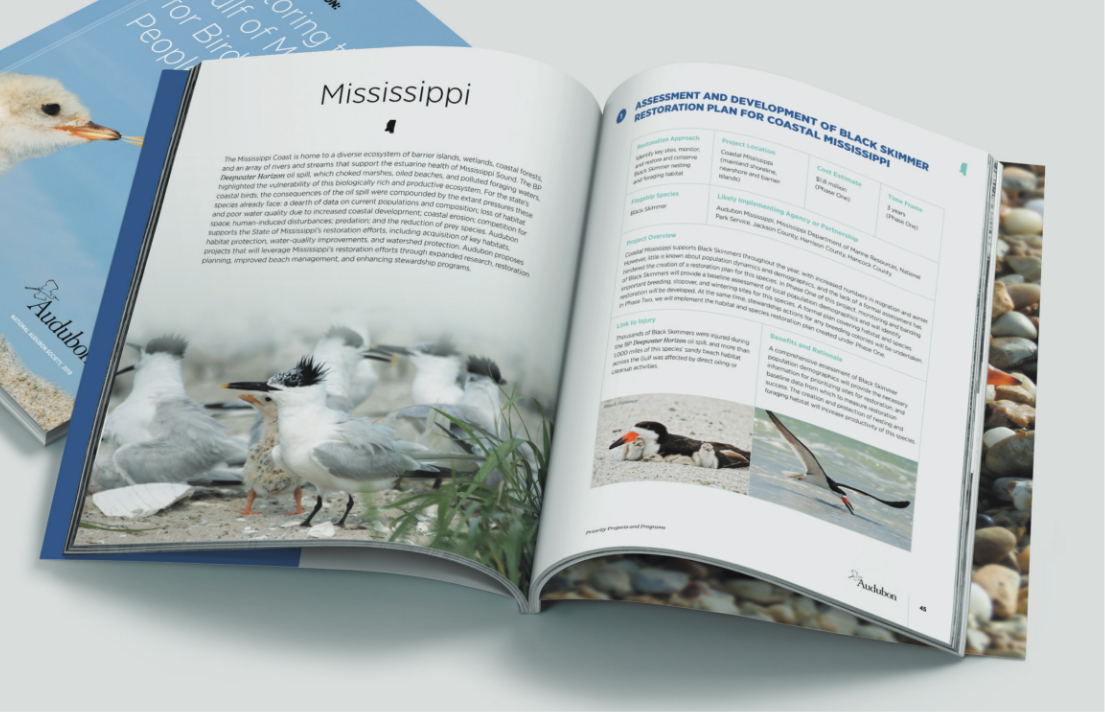 ON:
toring t
lf of M
for Bird
People
Audubon
NATIONAL AUDUBON SOCIETY, 2018
Mississippi
The Mississippi Coast is home to a diverse ecosystem of barrier islands, wetlands, coastal forests,
and an array of rivers and streams that support the estuarine health of Mississippi Sound. The BP
Deepwater Horizon oil spill, which choked marshes, oiled beaches, and polluted foraging waters,
highlighted the vulnerability of this biologically rich and productive ecosystem. For the state's
coastal birds, the consequences of the oil spill were compounded by the extant pressures these
species already face: a dearth of data on current populations and composition; loss of habitat
and poor water quality due to increased coastal development; coastal erosion; competition for
space; human-induced disturbances; predation; and the reduction of prey species. Audubon
supports the State of Mississippi's restoration efforts, including acquisition of key habitats,
habitat protection, water-quality improvements, and watershed protection. Audubon proposes
projects that will leverage Mississippi's restoration efforts through expanded research, restoration
planning, improved beach management, and enhancing stewardship programs.
1
ASSESSMENT AND DEVELOPMENT OF BLACK SKIMMER
RESTORATION PLAN FOR COASTAL MISSISSIPPI
Restoration Approach
Identify key sites, monitor,
and restore and conserve
Black Skimmer nesting
and foraging habitat
Project Location
Coastal Mississippi
(mainland shoreline,
nearshore and barrier
islands)
Cost Estimate
$1.8 million
(Phase One)
Time Frame
3 years
(Phase One)
Flagship Species
Black Skimmer
Likely Implementing Agency or Partnership
Audubon Mississippi, Mississippi Department of Marine Resources, National
Park Service, Jackson County, Harrison County, Hancock County
Project Overview
Coastal Mississippi supports Black Skimmers throughout the year, with increased numbers in migration and winter.
However, little is known about population dynamics and demographics, and the lack of a formal assessment has
hindered the creation of a restoration plan for this species. In Phase One of this project, monitoring and banding
of Black Skimmers will provide a baseline assessment of local population demographics and will identify
important breeding, stopover, and wintering sites for this species. A formal plan covering habitat and species
restoration will be developed. At the same time, stewardship actions for any breeding colonies will be undertaken.
In Phase Two, we will implement the habitat and species restoration plan created under Phase One.
Link to Injury
Thousands of Black Skimmers were injured during
the BP Deepwater Horizon oil spill, and more than
1,000 miles of this species' sandy beach habitat
across the Gulf was affected by direct oiling or
cleanup activities.
Benefits and Rationale
A comprehensive assessment of Black Skimmer
population demographics will provide the necessary
information for prioritizing sites for restoration, and
baseline data from which to measure restoration
success. The creation and protection of nesting and
foraging habitat will increase productivity of this species.
Black Skimmer
Priority Projects and Programs
Audubon
45